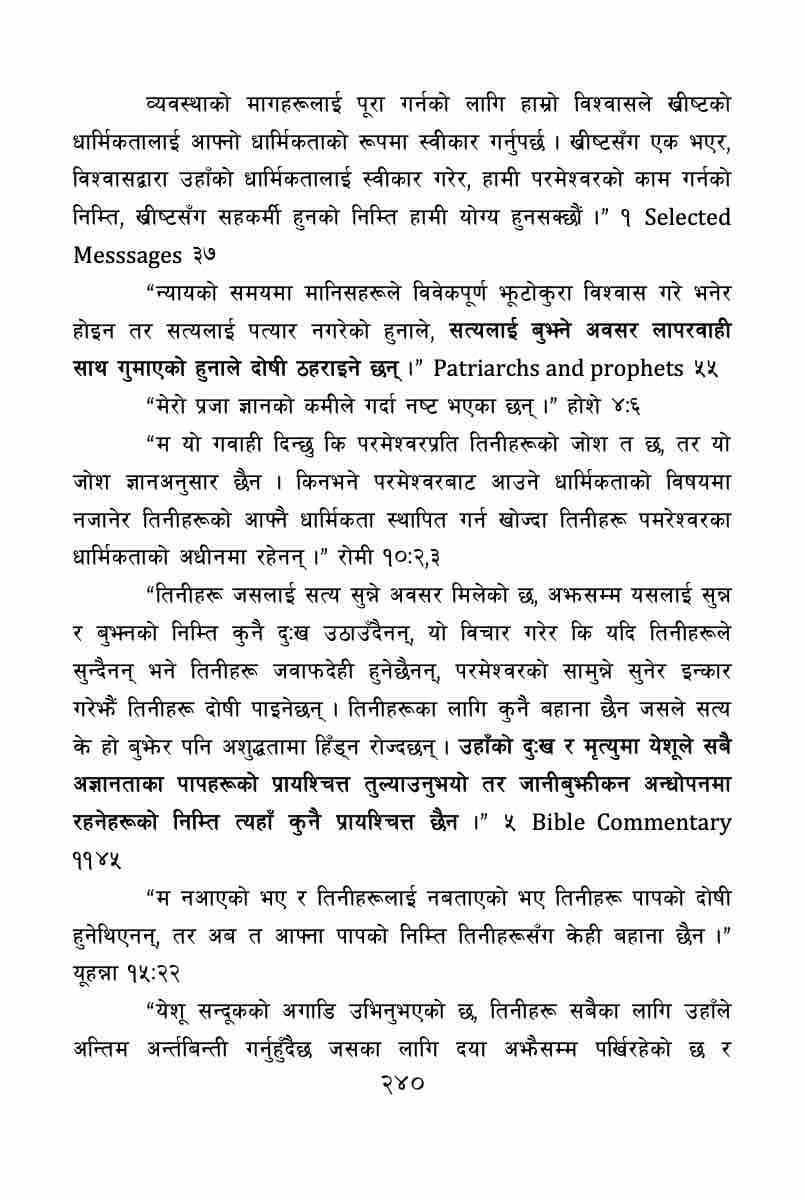 व्यवस्थाको मागहरूलाई पूरा गर्नको लागि हाम्रो विश्वासले ख्रीष्टको
धार्मिकतालाई आफ्नो धार्मिकताको रूपमा स्वीकार गर्नुपर्छ । ख्रीष्टसँग एक भएर,
विश्वासद्वारा उहाँको धार्मिकतालाई स्वीकार गरेर, हामी परमेश्वरको काम गर्नको
निम्ति, ख्रीष्टसँग सहकर्मी हुनको निम्ति हामी योग्य हुनसक्छौं ।” १ Selected
Messsages ३७
“न्यायको समयमा मानिसहरूले विवेकपूर्ण झूटोकुरा विश्वास गरे भनेर
होइन तर सत्यलाई पत्यार नगरेको हुनाले, सत्यलाई बुझ्ने अवसर लापरवाही
साथ गुमाएको हुनाले दोषी ठहराइने छन् ।” Patriarchs and prophets ५५
“मेरो प्रजा ज्ञानको कमीले गर्दा नष्ट भएका छन् ।” होशे ४:६
“म यो गवाही दिन्छु कि परमेश्वरप्रति तिनीहरूको जोश त छ, तर यो
जोश ज्ञानअनुसार छैन । किनभने परमेश्वरबाट आउने धार्मिकताको विषयमा
नजानेर तिनीहरूको आफ्नै धार्मिकता स्थापित गर्न खोज्दा तिनीहरू पमरेश्वरका
धार्मिकताको अधीनमा रहेनन् ।” रोमी १०:२,३
“तिनीहरू जसलाई सत्य सुन्ने अवसर मिलेको छ, अझसम्म यसलाई सुन्न
र बुझ्नको निम्ति कुनै दुःख उठाउँदैनन्, यो विचार गरेर कि यदि तिनीहरूले
सुन्दैनन् भने तिनीहरू जवाफदेही हुनेछैनन्, परमेश्वरको सामुन्ने सुनेर इन्कार
गरेझैं तिनीहरू दोषी पाइनेछन् । तिनीहरूका लागि कुनै बहाना छैन जसले सत्य
के हो बुझेर पनि अशुद्धतामा हिँड्न रोज्दछन् । उहाँको दुःख र मृत्युमा येशूले सबै
अज्ञानताका पापहरूको प्रायश्चित्त तुल्याउनुभयो तर जानीबुझीकन अन्धोपनमा
रहनेहरूको निम्ति त्यहाँ कुनै प्रायश्चित्त छैन ।” ५ Bible Commentary
११४५
“म नआएको भए र तिनीहरूलाई नबताएको भए तिनीहरू पापको दोषी
हुनेथिएनन्, तर अब त आफ्ना पापको निम्ति तिनीहरूसँग केही बहाना छैन ।”
यूहन्ना १५:२२
“येशू सन्दूकको अगाडि उभिनुभएको छ, तिनीहरू सबैका लागि उहाँले
अन्तिम अर्न्तबिन्ती गर्नुहुँदैछ जसका लागि दया अझैसम्म पर्खिरहेको छ र
२४०